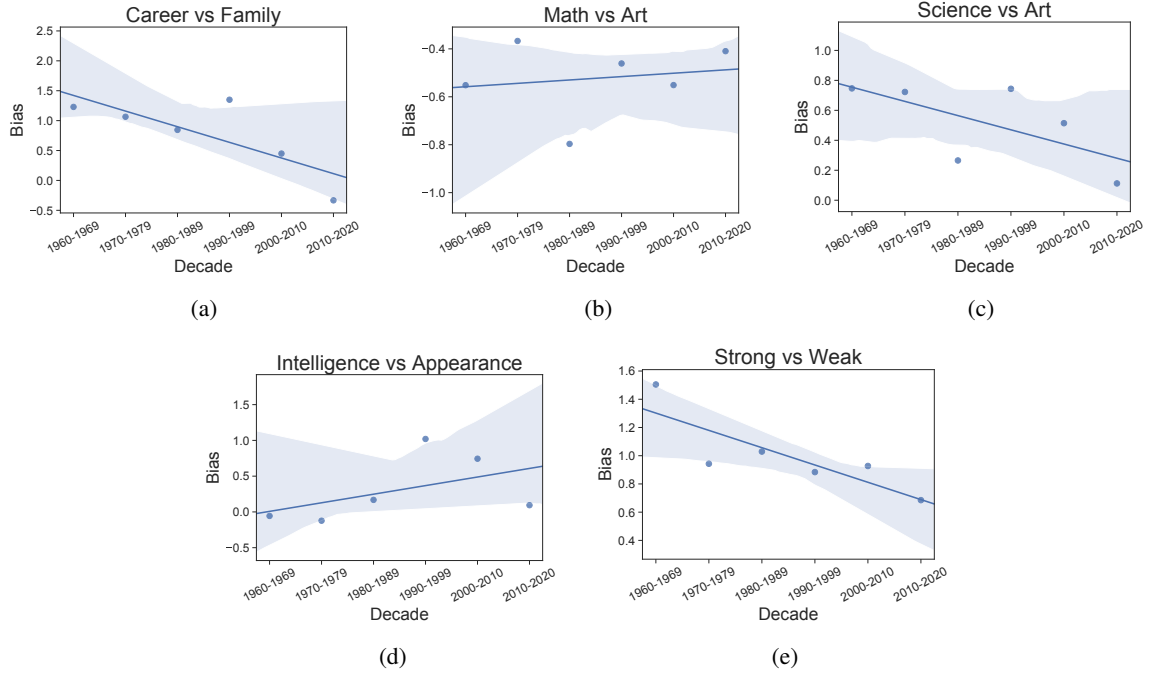 Career vs Family
2.5
2.0
1.5
1.0
0.5
0.0
−0.5
Bias
1960-1969
1970-1979
1980-1989
1990-1999
2000-2010
2010-2020
Decade
(a)
Math vs Art
−0.4
−0.6
−0.8
−1.0
Bias
1960-1969
1970-1979
1980-1989
1990-1999
2000-2010
2010-2020
Decade
(b)
Science vs Art
1.0
0.8
0.6
0.4
0.2
0.0
Bias
1960-1969
1970-1979
1980-1989
1990-1999
2000-2010
2010-2020
Decade
(c)
Intelligence vs Appearance
1.5
1.0
0.5
0.0
−0.5
Bias
1960-1969
1970-1979
1980-1989
1990-1999
2000-2010
2010-2020
Decade
(d)
Strong vs Weak
1.6
1.4
1.2
1.0
0.8
0.6
0.4
Bias
1960-1969
1970-1979
1980-1989
1990-1999
2000-2010
2010-2020
Decade
(e)